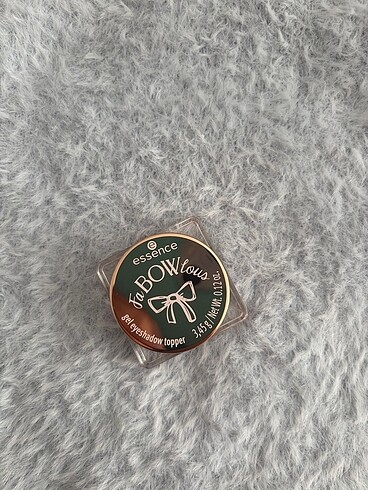 essence
FaBOWlous
gel eyeshadow topper
3,45 g / Net Wt. 0.12 oz.